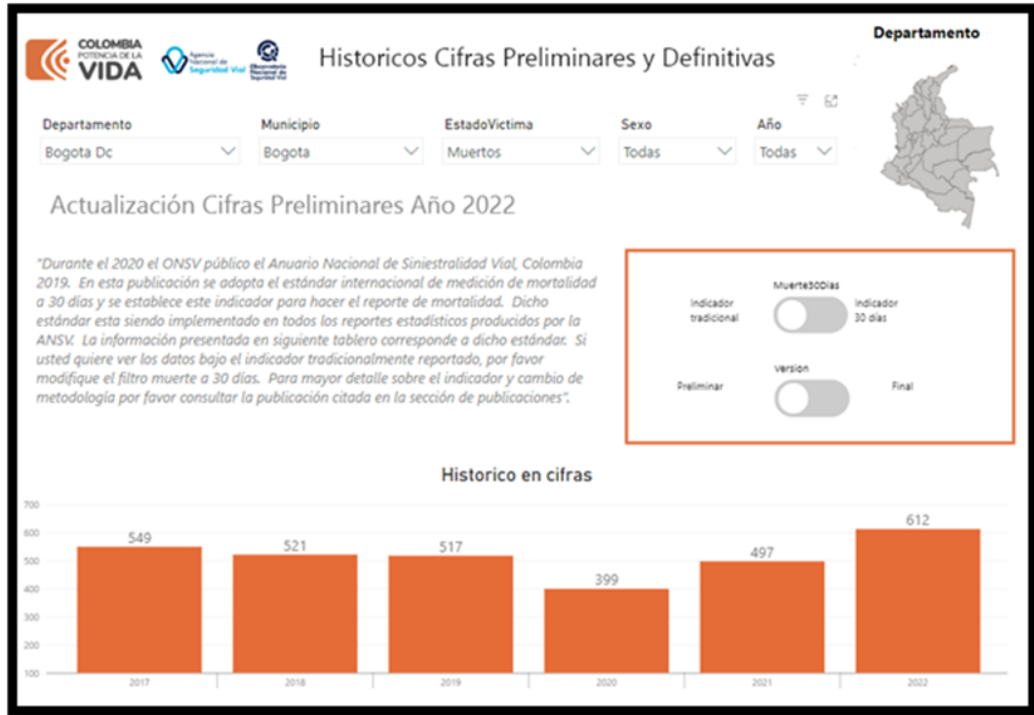 COLOMBIA
POTENCIA DE LA
VIDA
Agencia
Nacional de
Seguridad Vial
Observatorio
Nacional de
Seguridad Vial
Historicos Cifras Preliminares y Definitivas
Departamento
Departamento
Municipio
EstadoVictima
Sexo
Año
Bogota Dc
Bogota
Muertos
Todas
Todas
Actualización Cifras Preliminares Año 2022
"Durante el 2020 el ONSV público el Anuario Nacional de Siniestralidad Vial, Colombia
2019. En esta publicación se adopta el estándar internacional de medición de mortalidad
a 30 días y se establece este indicador para hacer el reporte de mortalidad. Dicho
estándar esta siendo implementado en todos los reportes estadísticos producidos por la
ANSV. La información presentada en siguiente tablero corresponde a dicho estándar. Si
usted quiere ver los datos bajo el indicador tradicionalmente reportado, por favor
modifique el filtro muerte a 30 días. Para mayor detalle sobre el indicador y cambio de
metodología por favor consultar la publicación citada en la sección de publicaciones".
Muerte30Días
Indicador
tradicional
Indicador
30 días
Version
Preliminar
Final
Historico en cifras
700
600
500
400
300
200
100
549
521
517
399
497
612
2017
2018
2019
2020
2021
2022